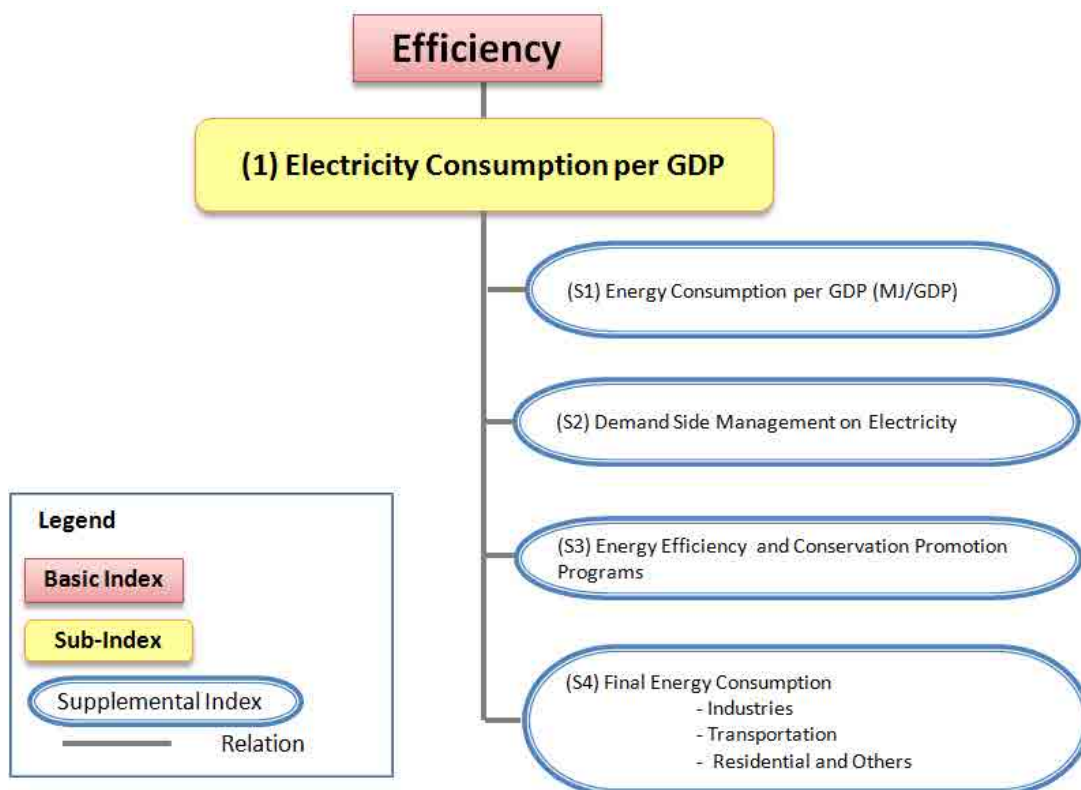 Efficiency
(1) Electricity Consumption per GDP
(S1) Energy Consumption per GDP (MJ/GDP)
(S2) Demand Side Management on Electricity
(S3) Energy Efficiency and Conservation Promotion
Programs
(S4) Final Energy Consumption
- Industries
- Transportation
- Residential and Others
Legend
Basic Index
Sub-Index
Supplemental Index
Relation